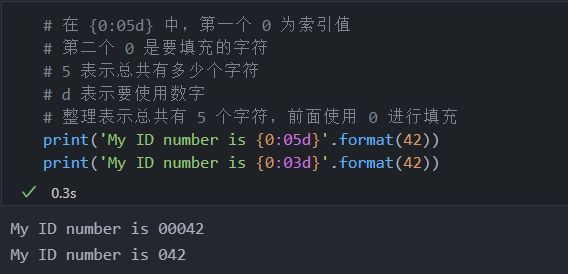 # 在 {0:05d} 中，第一个 0 为索引值
# 第二个 0 是要填充的字符
# 5 表示总共有多少个字符
# d 表示要使用数字
# 整理表示总共有 5 个字符，前面使用 0 进行填充
print('My ID number is {0:05d}'.format(42))
print('My ID number is {0:03d}'.format(42))
0.3s
My ID number is 00042
My ID number is 042